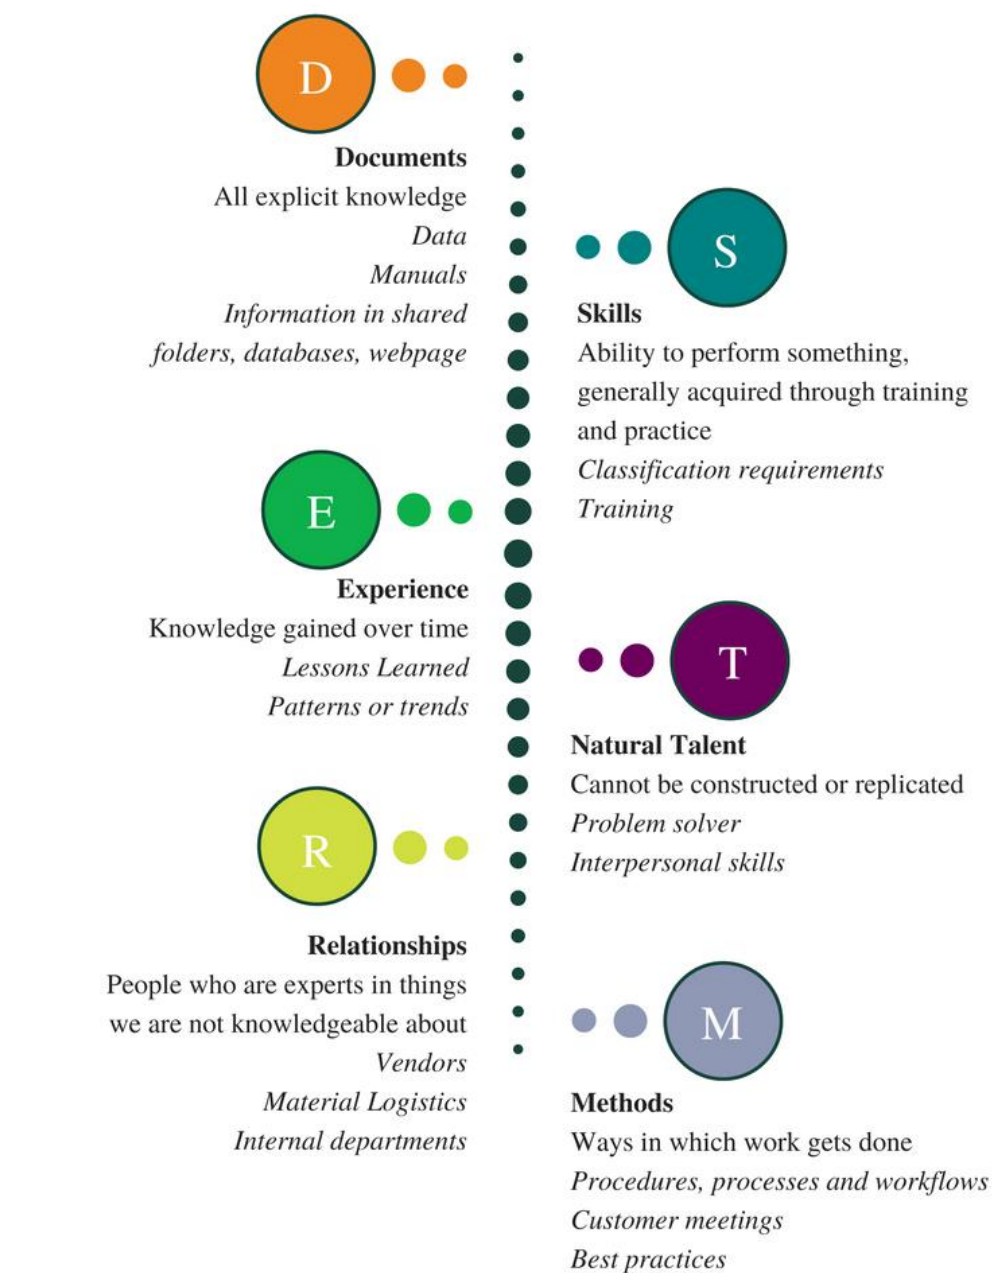 D
Documents
All explicit knowledge
Data
Manuals
Information in shared
folders, databases, webpage
S
Skills
Ability to perform something,
generally acquired through training
and practice
Classification requirements
Training
E
Experience
Knowledge gained over time
Lessons Learned
Patterns or trends
T
Natural Talent
Cannot be constructed or replicated
Problem solver
Interpersonal skills
R
Relationships
People who are experts in things
we are not knowledgeable about
Vendors
Material Logistics
Internal departments
M
Methods
Ways in which work gets done
Procedures, processes and workflows
Customer meetings
Best practices